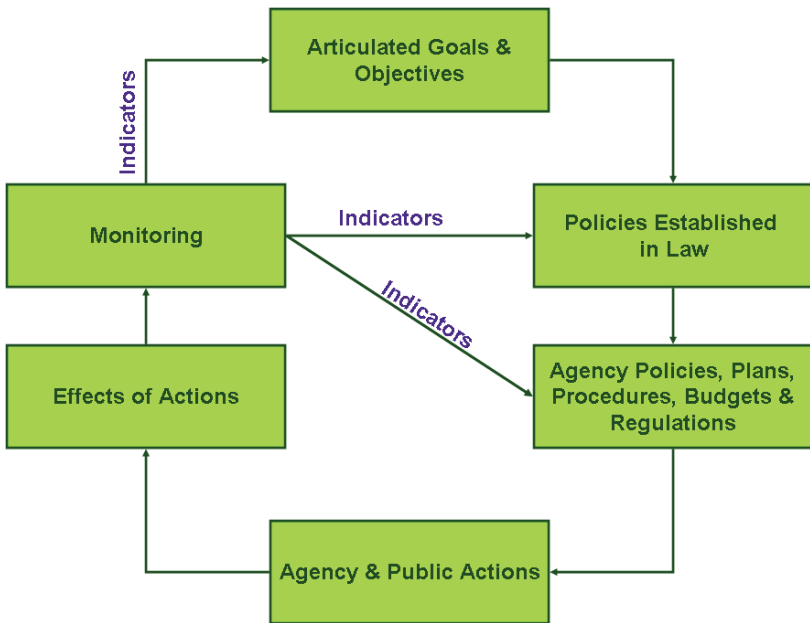 Articulated Goals &
Objectives
Indicators
Monitoring
Indicators
Policies Established
in Law
Indicators
Effects of Actions
Agency Policies, Plans,
Procedures, Budgets &
Regulations
Agency & Public Actions